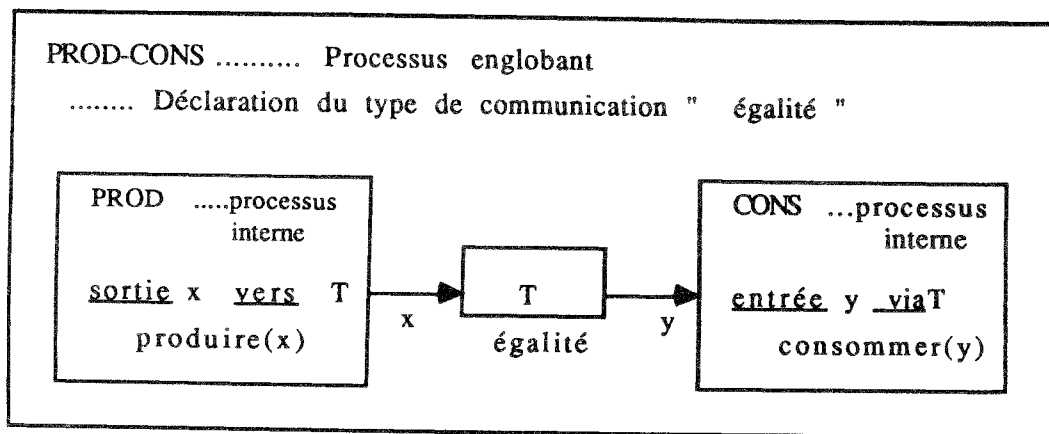 PROD-CONS .......... Processus englobant
........ Déclaration du type de communication " égalité "
PROD .....processus
interne
sortie x vers T
produire(x)
x
T
égalité
y
CONS ...processus
interne
entrée y viaT
consommer(y)